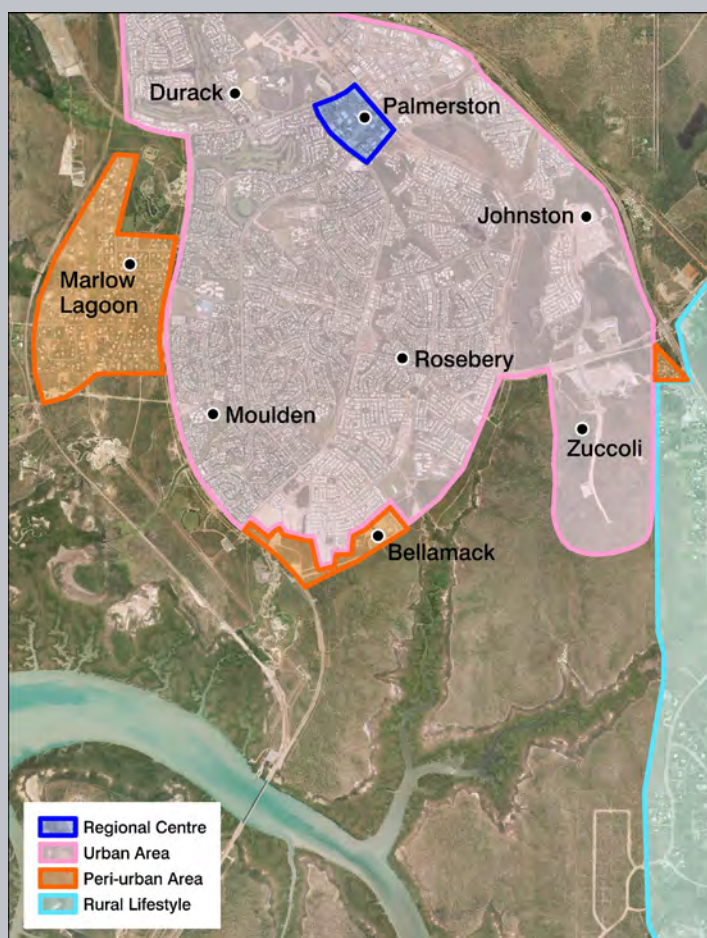 Durack
Palmerston
Johnston
Marlow
Lagoon
Rosebery
Moulden
Zuccoli
Bellamack
Regional Centre
Urban Area
Peri-urban Area
Rural Lifestyle